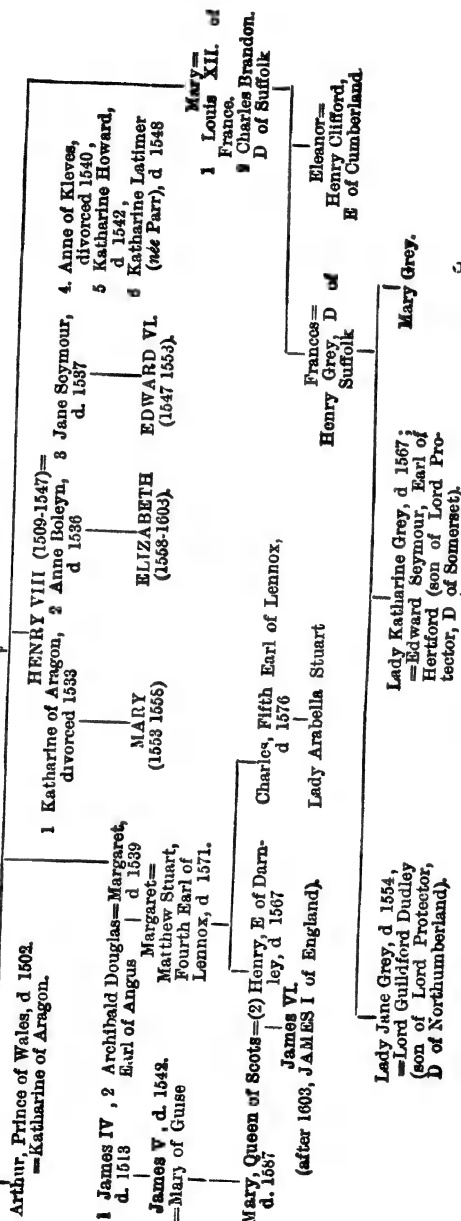 Arthur, Prince of Wales, d. 1502.
=Katharine of Aragon.
HENRY VIII (1509-1547)=
1 Katharine of Aragon, 2 Anne Boleyn, 3 Jane Seymour,
divorced 1533
d 1536
d. 1537
4. Anne of Kleves,
divorced 1540,
5 Katharine Howard,
d 1542,
6 Katharine Latimer
(née Parr), d 1548
Mary=
1 Louis XII. of
France.
2 Charles Brandon.
D of Suffolk
1 James IV, 2 Archibald Douglas=Margaret,
d. 1513
Earl of Angus
d 1539
MARY
(1553 1558)
ELIZABETH
(1558-1603).
EDWARD VI.
(1547 1553).
James V, d. 1542.
=Mary of Guise
Margaret=
Matthew Stuart,
Fourth Earl of
Lennox, d 1571.
Frances=
Henry Grey, D of
Suffolk
Eleanor=
Henry Clifford,
E of Cumberland.
Mary, Queen of Scots=(2) Henry, E of Darn-
d. 1587
ley, d 1567
Charles, Fifth Earl of Lennox,
d 1576
James VI.
(after 1603, JAMES I of England).
Lady Arabella Stuart
Lady Jane Grey, d 1554,
=Lord Guildford Dudley
(son of Lord Protector,
D of Northumberland).
Lady Katharine Grey, d 1567;
=Edward Seymour, Earl of
Hertford (son of Lord Pro-
tector, D of Somerset).
Mary Grey.